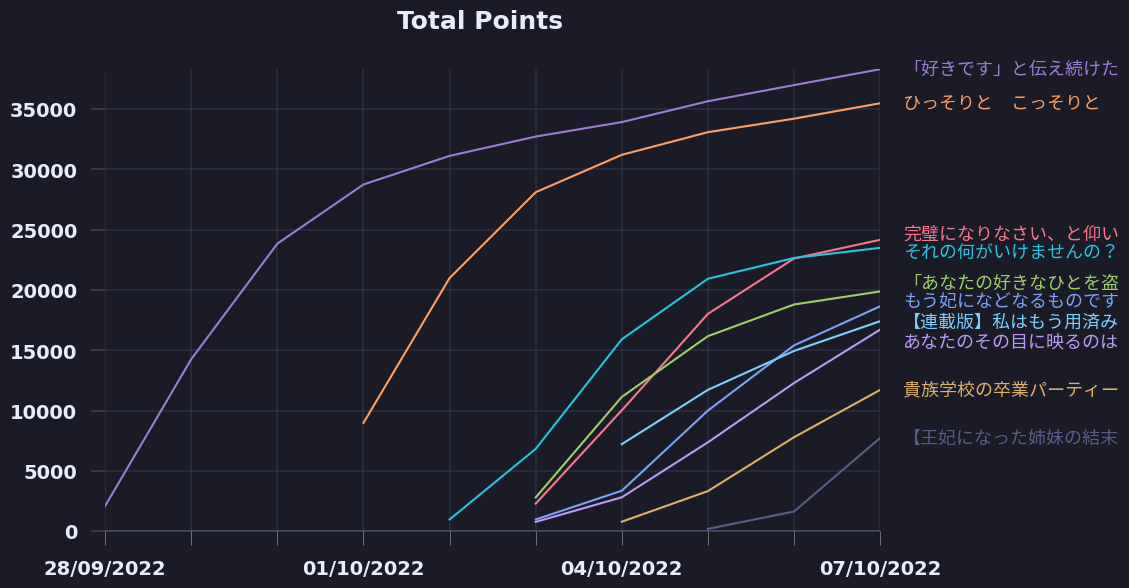 Total Points
「好きです」と伝え続けた
35000
ひっそりと　こっそりと
30000
25000
完璧になりなさい、と仰い
それの何がいけませんの？
20000
「あなたの好きなひとを盗
もう妃になどなるものです
【連載版】私はもう用済み
15000
あなたのその目に映るのは
10000
貴族学校の卒業パーティー
【王妃になった姉妹の結末
5000
0
28/09/2022 01/10/2022 04/10/2022 07/10/2022